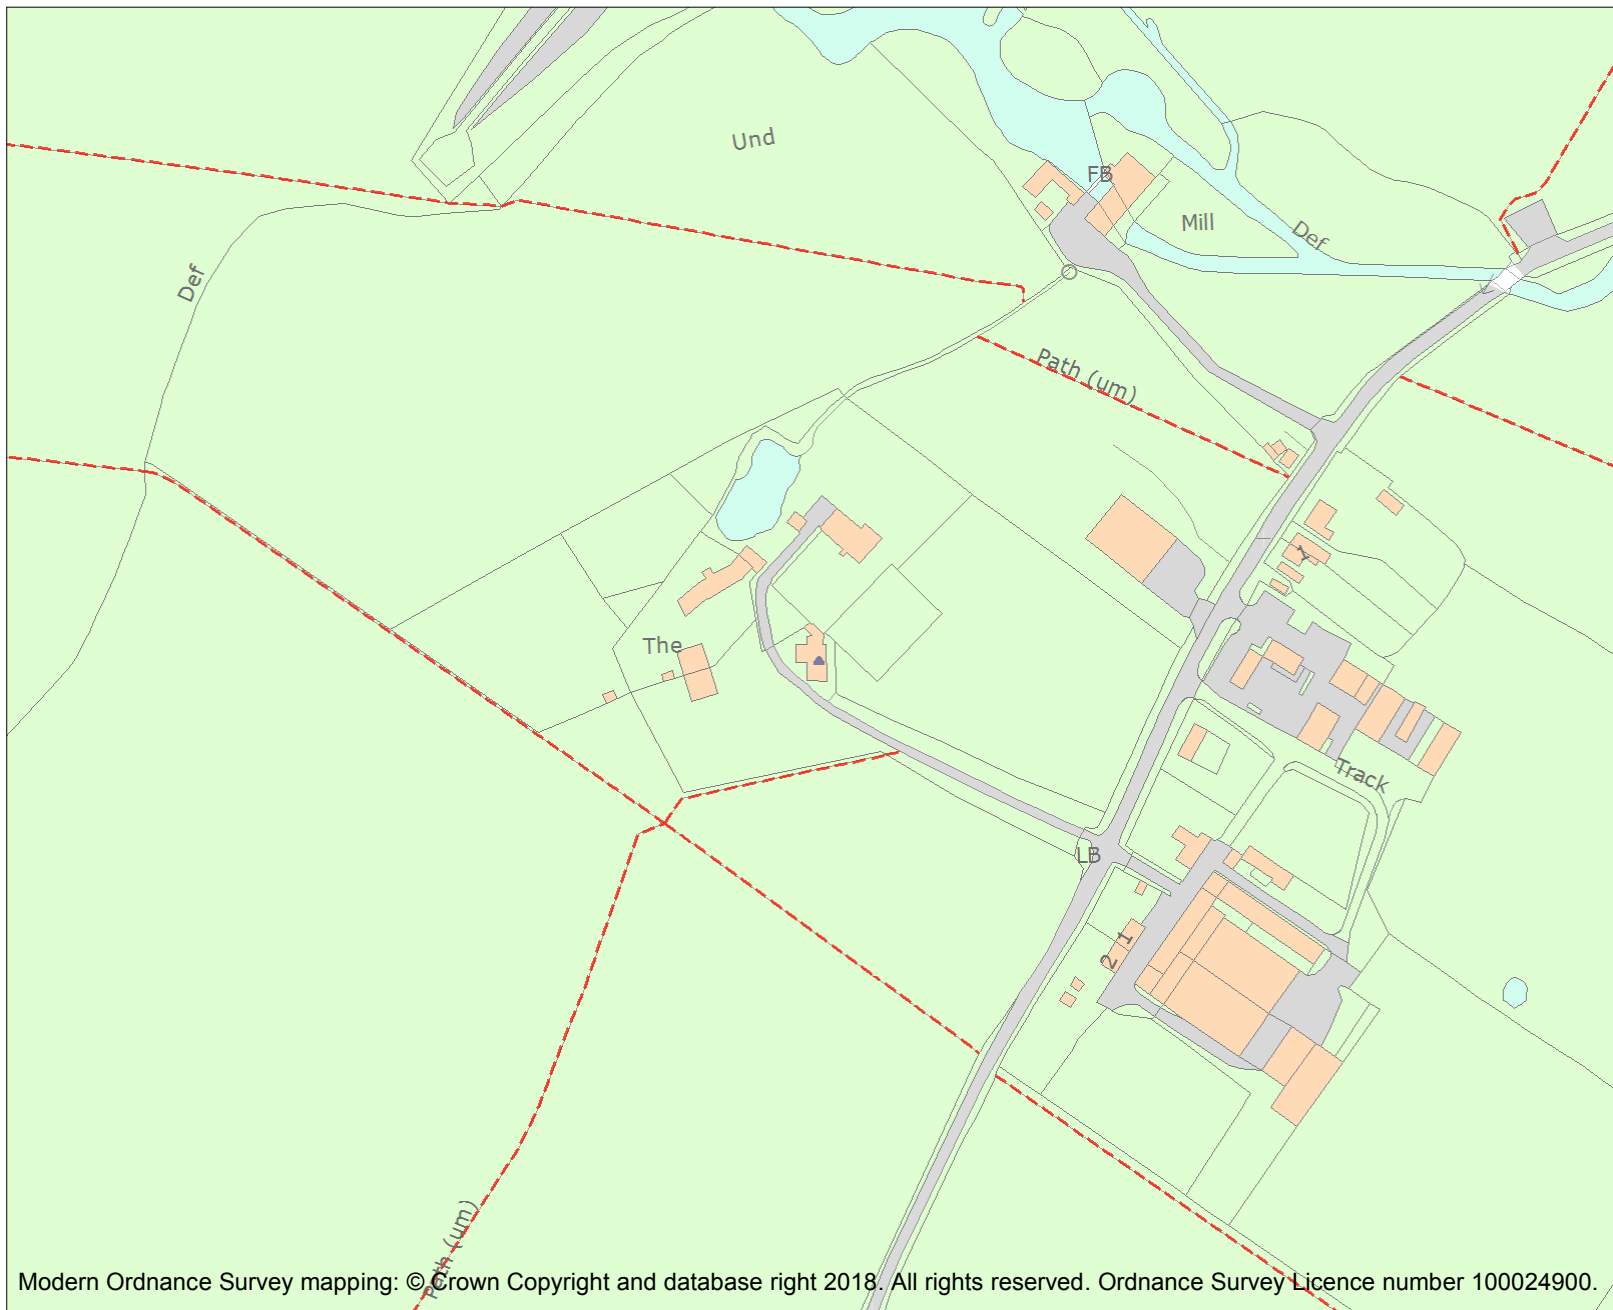 Und
FB
Mill
Def
Def
Path (um)
1
The
Track
LB
1
2
Path (um)
Modern Ordnance Survey mapping: © Crown Copyright and database right 2018. All rights reserved. Ordnance Survey Licence number 100024900.